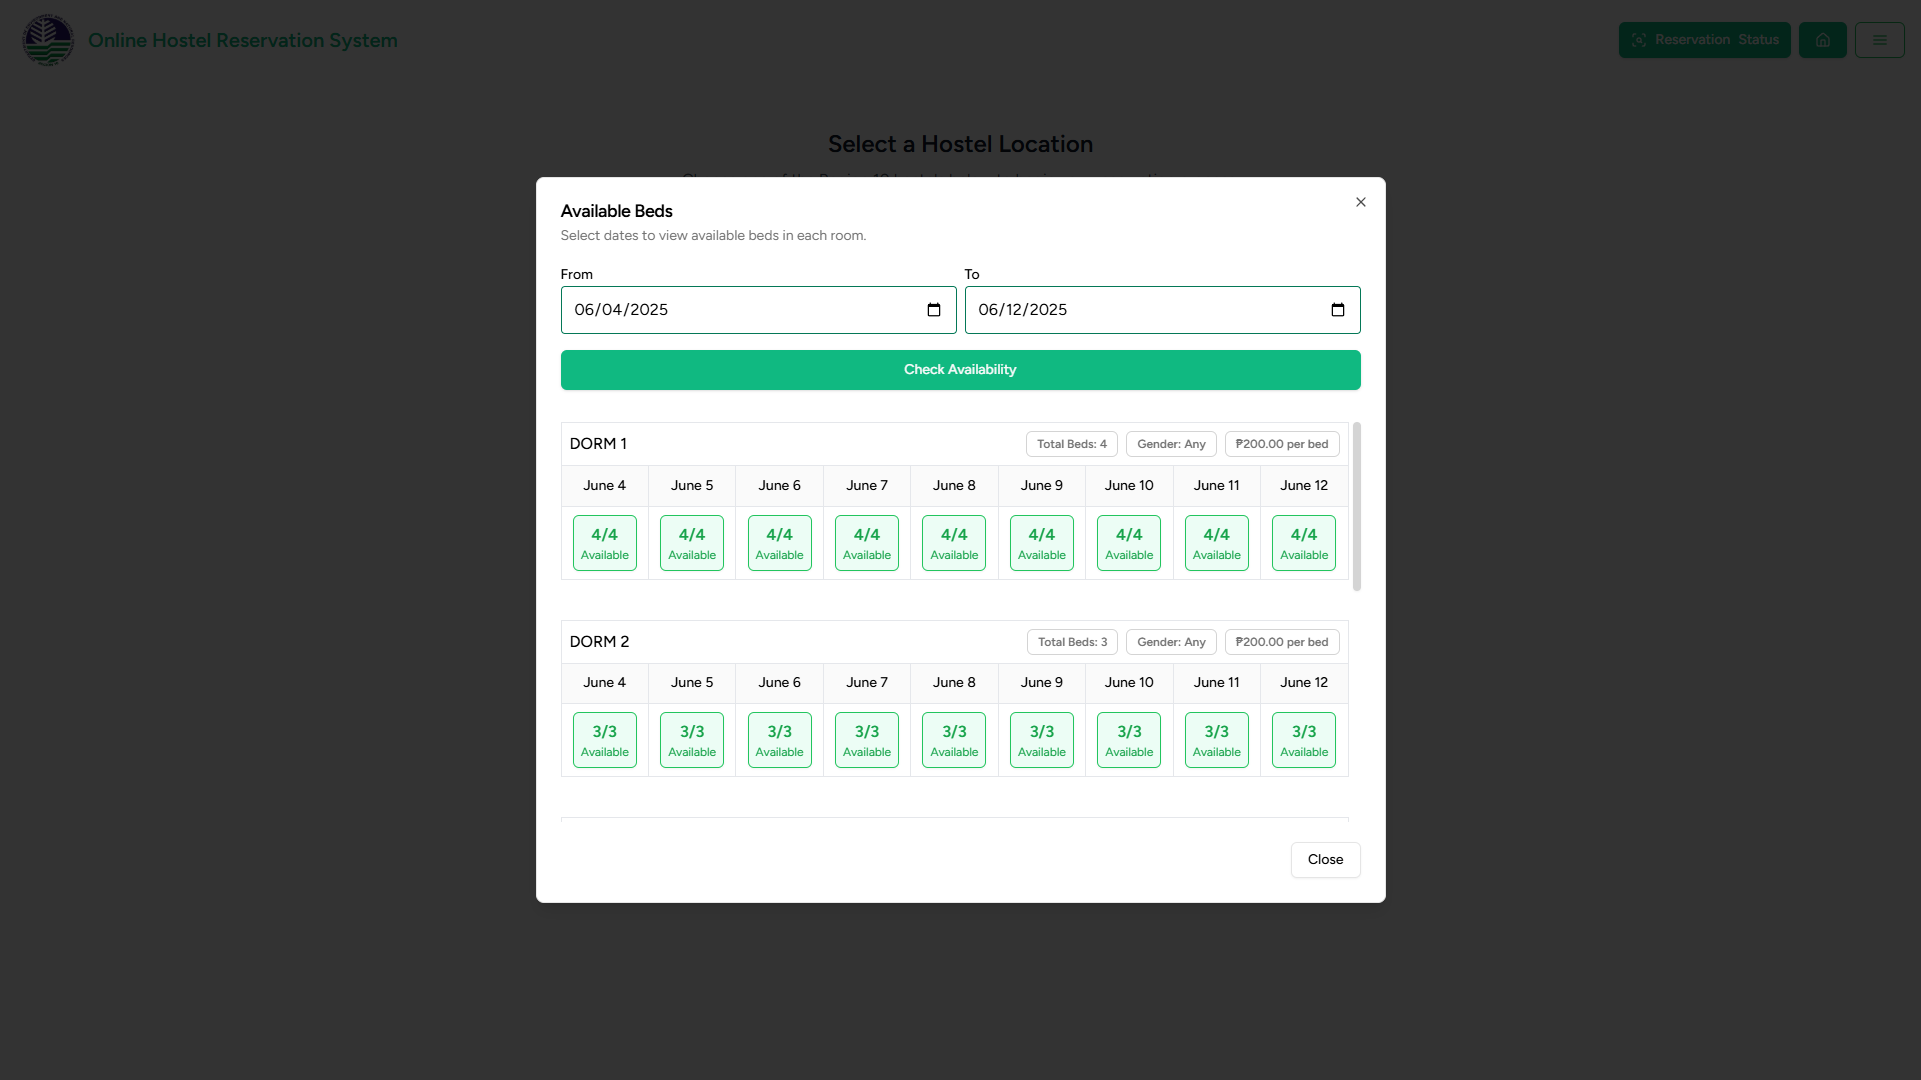 Online Hostel Reservation System
Reservation Status
Select a Hostel Location
Available Beds
Select dates to view available beds in each room.
From
To
06/04/2025
06/12/2025
Check Availability
DORM 1
Total Beds: 4
Gender: Any
₱200.00 per bed
June 4 June 5 June 6 June 7 June 8 June 9 June 10 June 11 June 12
4/4 4/4 4/4 4/4 4/4 4/4 4/4 4/4 4/4
Available Available Available Available Available Available Available Available Available
DORM 2
Total Beds: 3
Gender: Any
₱200.00 per bed
June 4 June 5 June 6 June 7 June 8 June 9 June 10 June 11 June 12
3/3 3/3 3/3 3/3 3/3 3/3 3/3 3/3 3/3
Available Available Available Available Available Available Available Available Available
Close